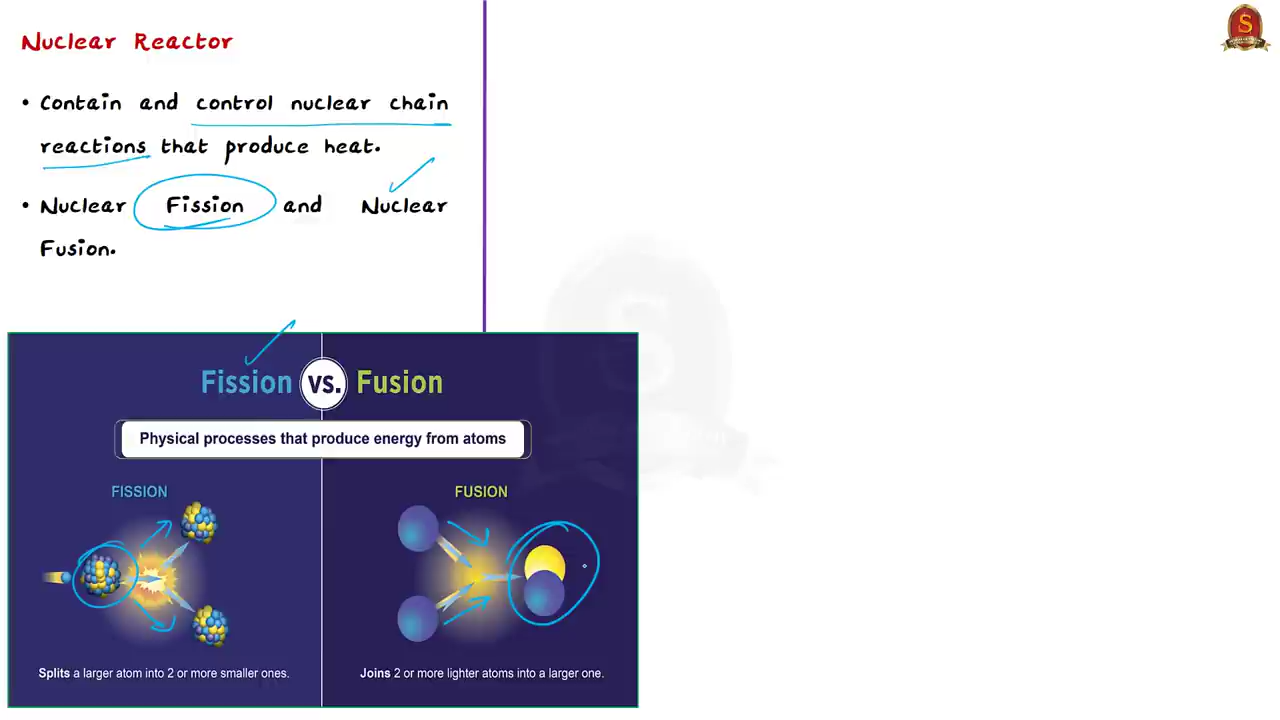 Nuclear Reactor
• Contain and control nuclear chain
reactions that produce heat.
• Nuclear Fission and Nuclear
Fusion.
Fission vs. Fusion
Physical processes that produce energy from atoms
FISSION
FUSION
Splits a larger atom into 2 or more smaller ones.
Joins 2 or more lighter atoms into a larger one.
S
S